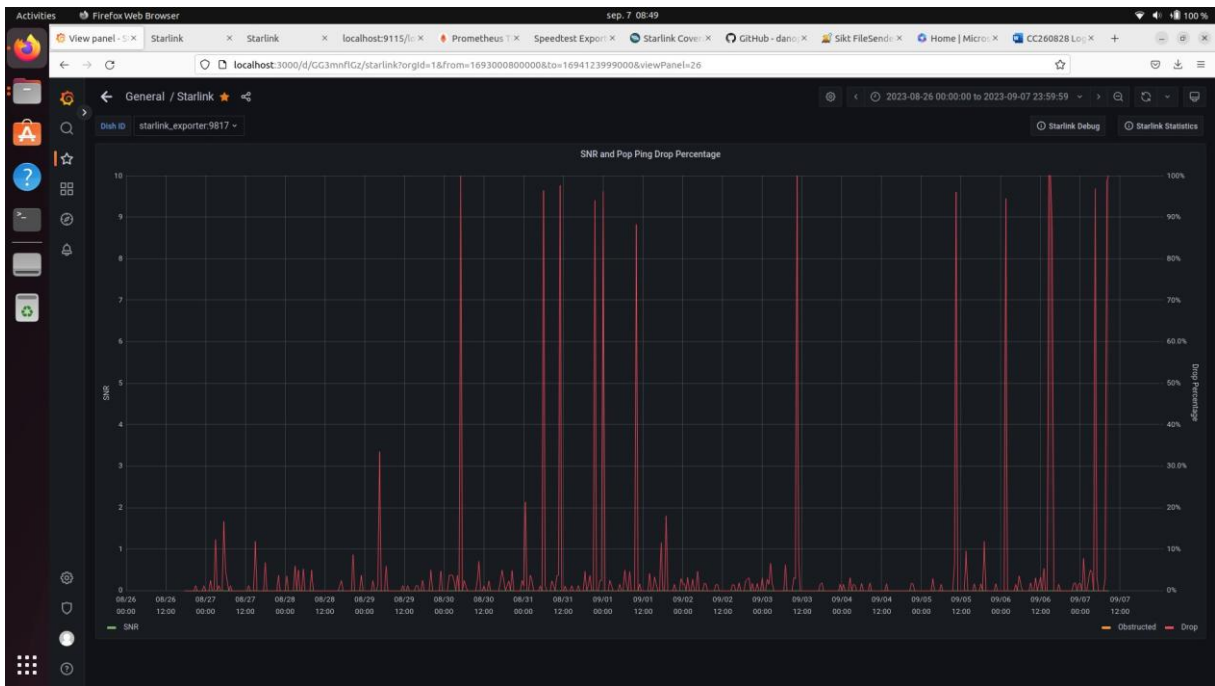 Activities Firefox Web Browser sep. 7 08:49 100 %
View panel - S Starlink Starlink localhost:9115/ Prometheus T Speedtest Export Starlink Cover GitHub - dano Sikt FileSende Home | Micro CC260828 Log
localhost:3000/d/GG3mnflGz/starlink?orgId=1&from=1693000800000&to=1694123999000&viewPanel=26
General / Starlink 2023-08-26 00:00:00 to 2023-09-07 23:59:59
Dish ID starlink_exporter:9817 Starlink Debug Starlink Statistics
SNR and Pop Ping Drop Percentage
10 100%
9 90%
8 80%
7 70%
6 60.0%
5 50%
4 40%
3 30.0%
2 20%
1 10%
0 0%
SNR
Drop Percentage
08/26 08/26 08/27 08/27 08/28 08/28 08/29 08/29 08/30 08/30 08/31 08/31 09/01 09/01 09/02 09/02 09/03 09/03 09/04 09/04 09/05 09/05 09/06 09/06 09/07 09/07
00:00 12:00 00:00 12:00 00:00 12:00 00:00 12:00 00:00 12:00 00:00 12:00 00:00 12:00 00:00 12:00 00:00 12:00 00:00 12:00 00:00 12:00 00:00 12:00 00:00 12:00
SNR Obstructed Drop